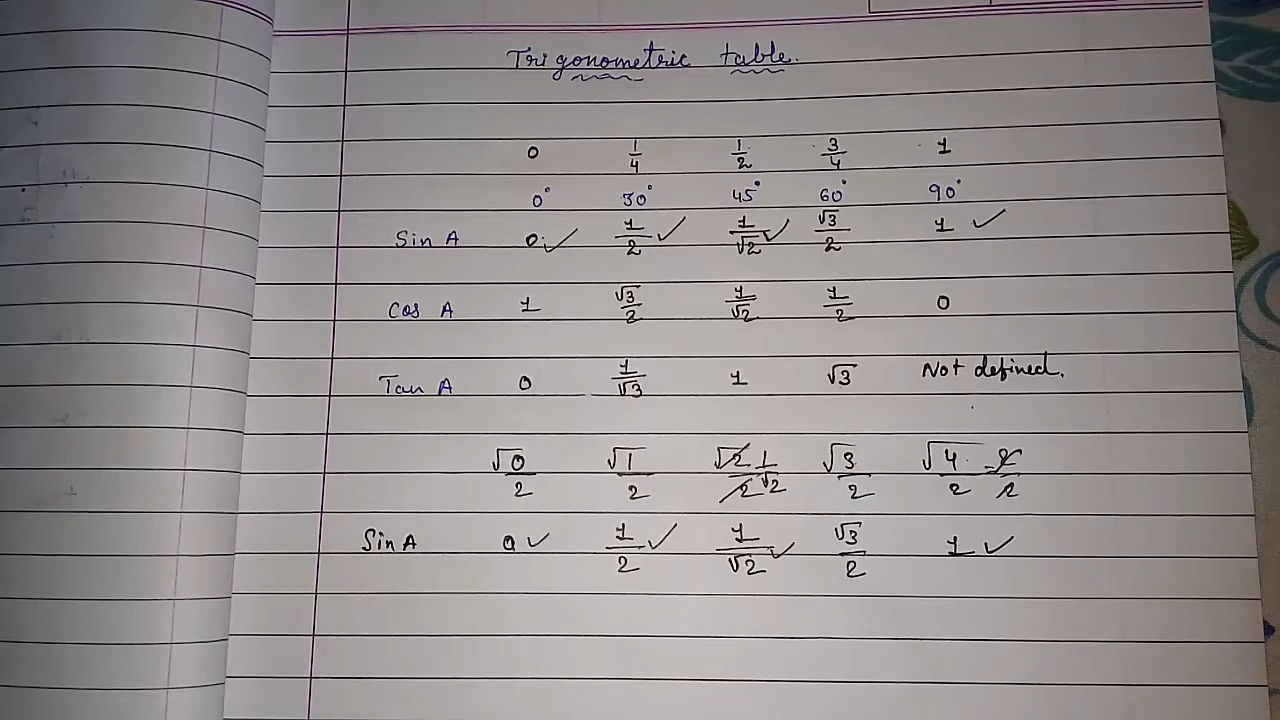 Trigonometric table.
0 1/4 1/2 3/4 1
0° 30° 45° 60° 90°
Sin A 0✓ 1/2 ✓ 1/√2 ✓ √3/2 1 ✓
Cos A 1 √3/2 1/√2 1/2 0
Tan A 0 1/√3 1 √3 Not defined.
√0/2 √1/2 √2/2 1/√2 √3/2 √4/2 = 2/2
Sin A 0 ✓ 1/2 ✓ 1/√2 ✓ √3/2 1 ✓